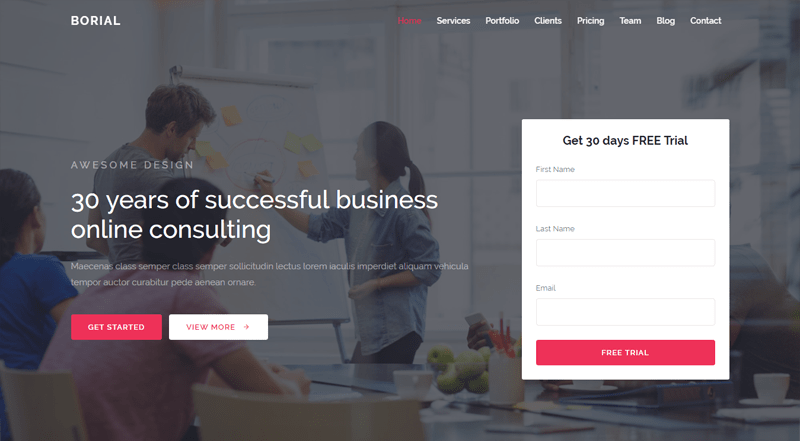 BORIAL
Home Services Portfolio Clients Pricing Team Blog Contact
AWESOME DESIGN
30 years of successful business
online consulting
Maecenas class semper class semper sollicitudin lectus lorem iaculis imperdiet aliquam vehicula
tempor auctor curabitur pede aenean ornare.
GET STARTED
VIEW MORE →
Get 30 days FREE Trial
First Name
Last Name
Email
FREE TRIAL